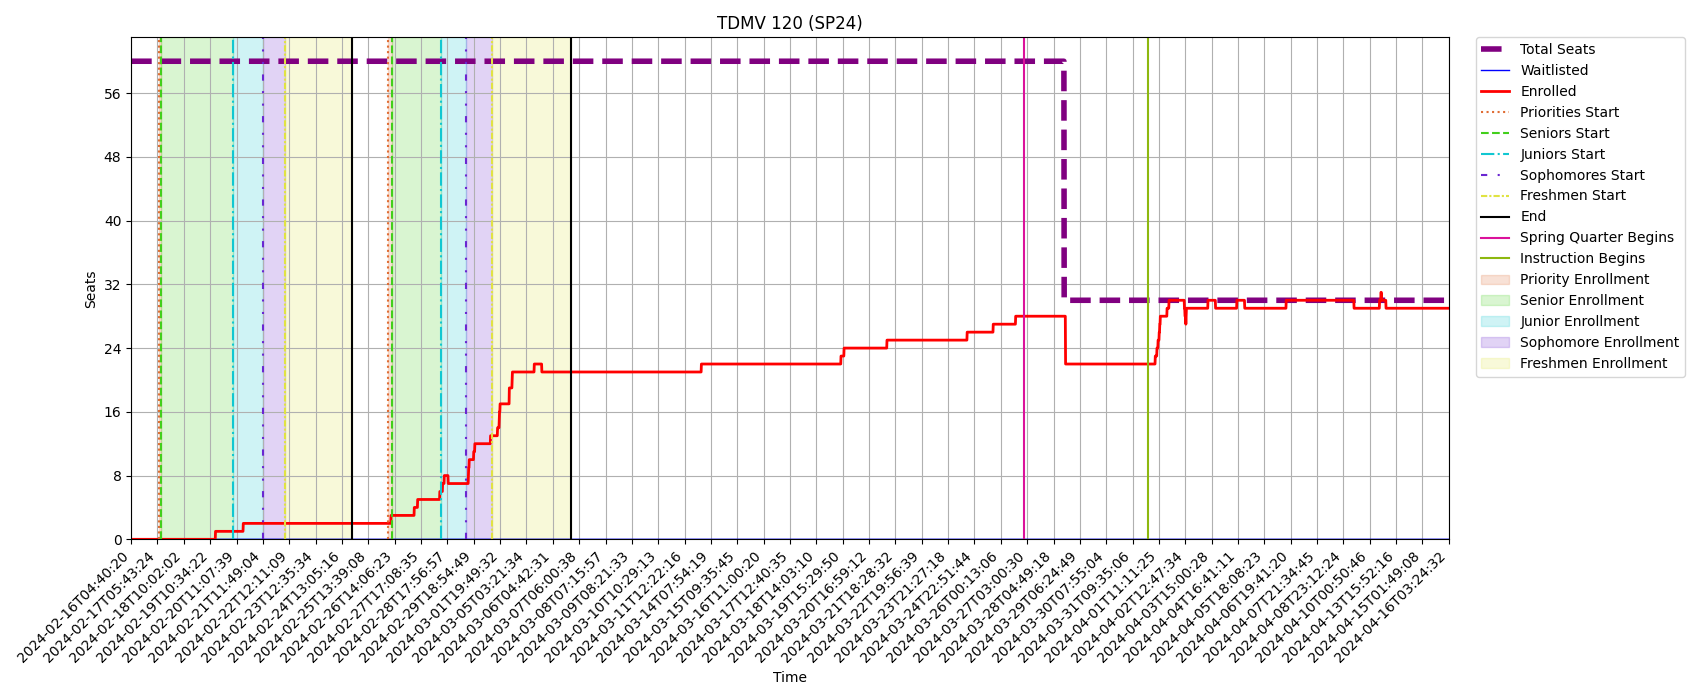 TDMV 120 (SP24)
Seats
56
48
40
32
24
16
8
0
2024-02-16T04:40:20
2024-02-17T05:43:24
2024-02-18T10:02:02
2024-02-19T10:34:22
2024-02-20T11:07:39
2024-02-21T11:49:04
2024-02-22T12:11:09
2024-02-23T12:35:34
2024-02-24T13:05:16
2024-02-25T13:39:08
2024-02-26T14:06:23
2024-02-27T17:08:35
2024-02-28T17:56:57
2024-02-29T18:54:49
2024-03-02T19:49:32
2024-03-05T03:21:34
2024-03-06T04:42:31
2024-03-07T06:00:38
2024-03-08T07:15:57
2024-03-09T08:21:33
2024-03-10T10:29:13
2024-03-11T12:22:16
2024-03-14T07:54:19
2024-03-15T09:35:45
2024-03-16T11:00:20
2024-03-17T12:40:35
2024-03-18T14:03:10
2024-03-19T15:29:50
2024-03-20T16:59:12
2024-03-21T18:28:32
2024-03-22T19:56:39
2024-03-23T21:27:18
2024-03-24T22:51:44
2024-03-26T00:13:06
2024-03-27T03:00:30
2024-03-28T04:49:18
2024-03-29T06:24:49
2024-03-30T07:55:04
2024-03-31T09:35:06
2024-04-01T11:11:25
2024-04-02T12:47:34
2024-04-03T15:00:28
2024-04-04T16:41:11
2024-04-05T18:08:23
2024-04-06T19:41:20
2024-04-07T21:34:45
2024-04-08T23:12:24
2024-04-10T00:50:46
2024-04-13T15:52:16
2024-04-15T01:49:08
2024-04-16T03:24:32
Time
Total Seats
Waitlisted
Enrolled
Priorities Start
Seniors Start
Juniors Start
Sophomores Start
Freshmen Start
End
Spring Quarter Begins
Instruction Begins
Priority Enrollment
Senior Enrollment
Junior Enrollment
Sophomore Enrollment
Freshmen Enrollment